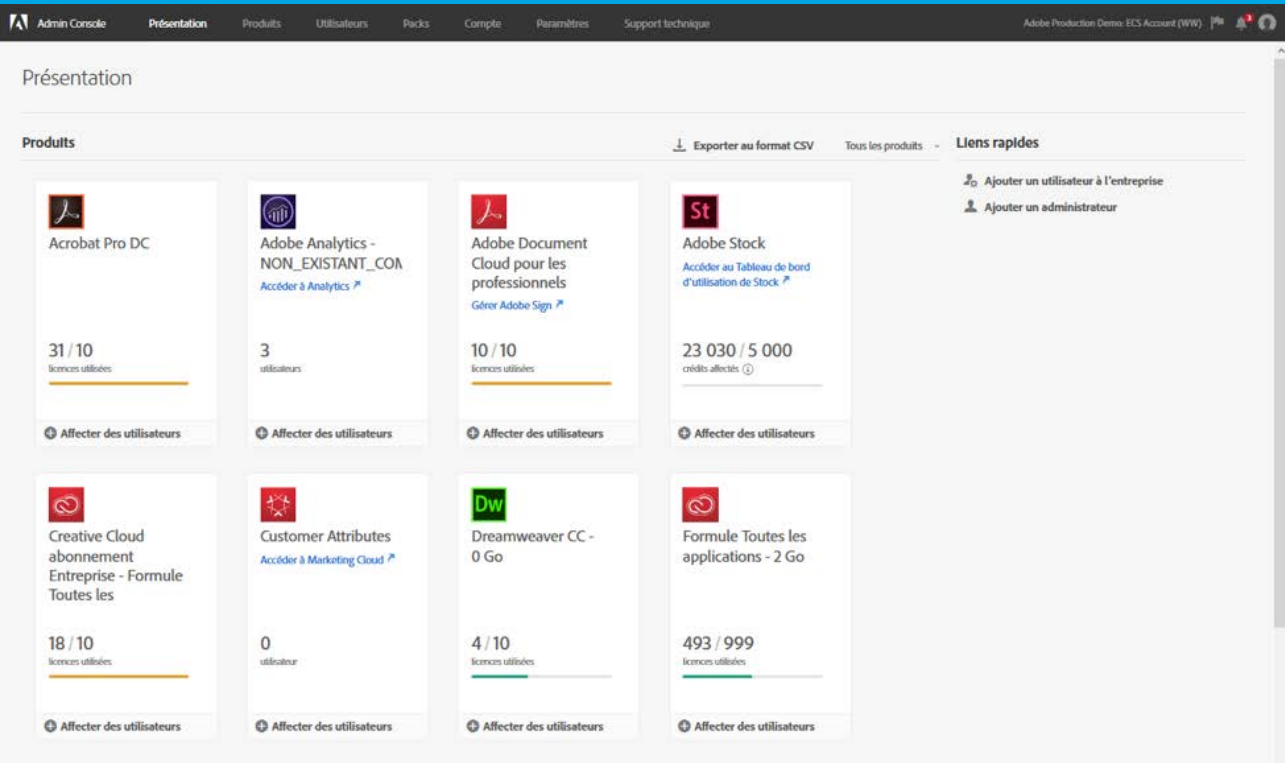 Admin Console Présentation Produits Utilisateurs Packs Compte Paramètres Support technique Adobe Production Demo: ECS Account (WW) 3
Présentation
Produits
Exporter au format CSV Tous les produits
Liens rapides
Ajouter un utilisateur à l'entreprise
Ajouter un administrateur
Acrobat Pro DC
31 / 10
licences utilisées
Affecter des utilisateurs
Adobe Analytics -
NON_EXISTANT_COM
Accéder à Analytics
3
utilisateurs
Affecter des utilisateurs
Adobe Document
Cloud pour les
professionnels
Gérer Adobe Sign
10 / 10
licences utilisées
Affecter des utilisateurs
St
Adobe Stock
Accéder au Tableau de bord
d'utilisation de Stock
23 030 / 5 000
crédits affectés
Affecter des utilisateurs
Creative Cloud
abonnement
Entreprise - Formule
Toutes les
18 / 10
licences utilisées
Affecter des utilisateurs
Customer Attributes
Accéder à Marketing Cloud
0
utilisateur
Affecter des utilisateurs
Dw
Dreamweaver CC -
0 Go
4 / 10
licences utilisées
Affecter des utilisateurs
Formule Toutes les
applications - 2 Go
493 / 999
licences utilisées
Affecter des utilisateurs